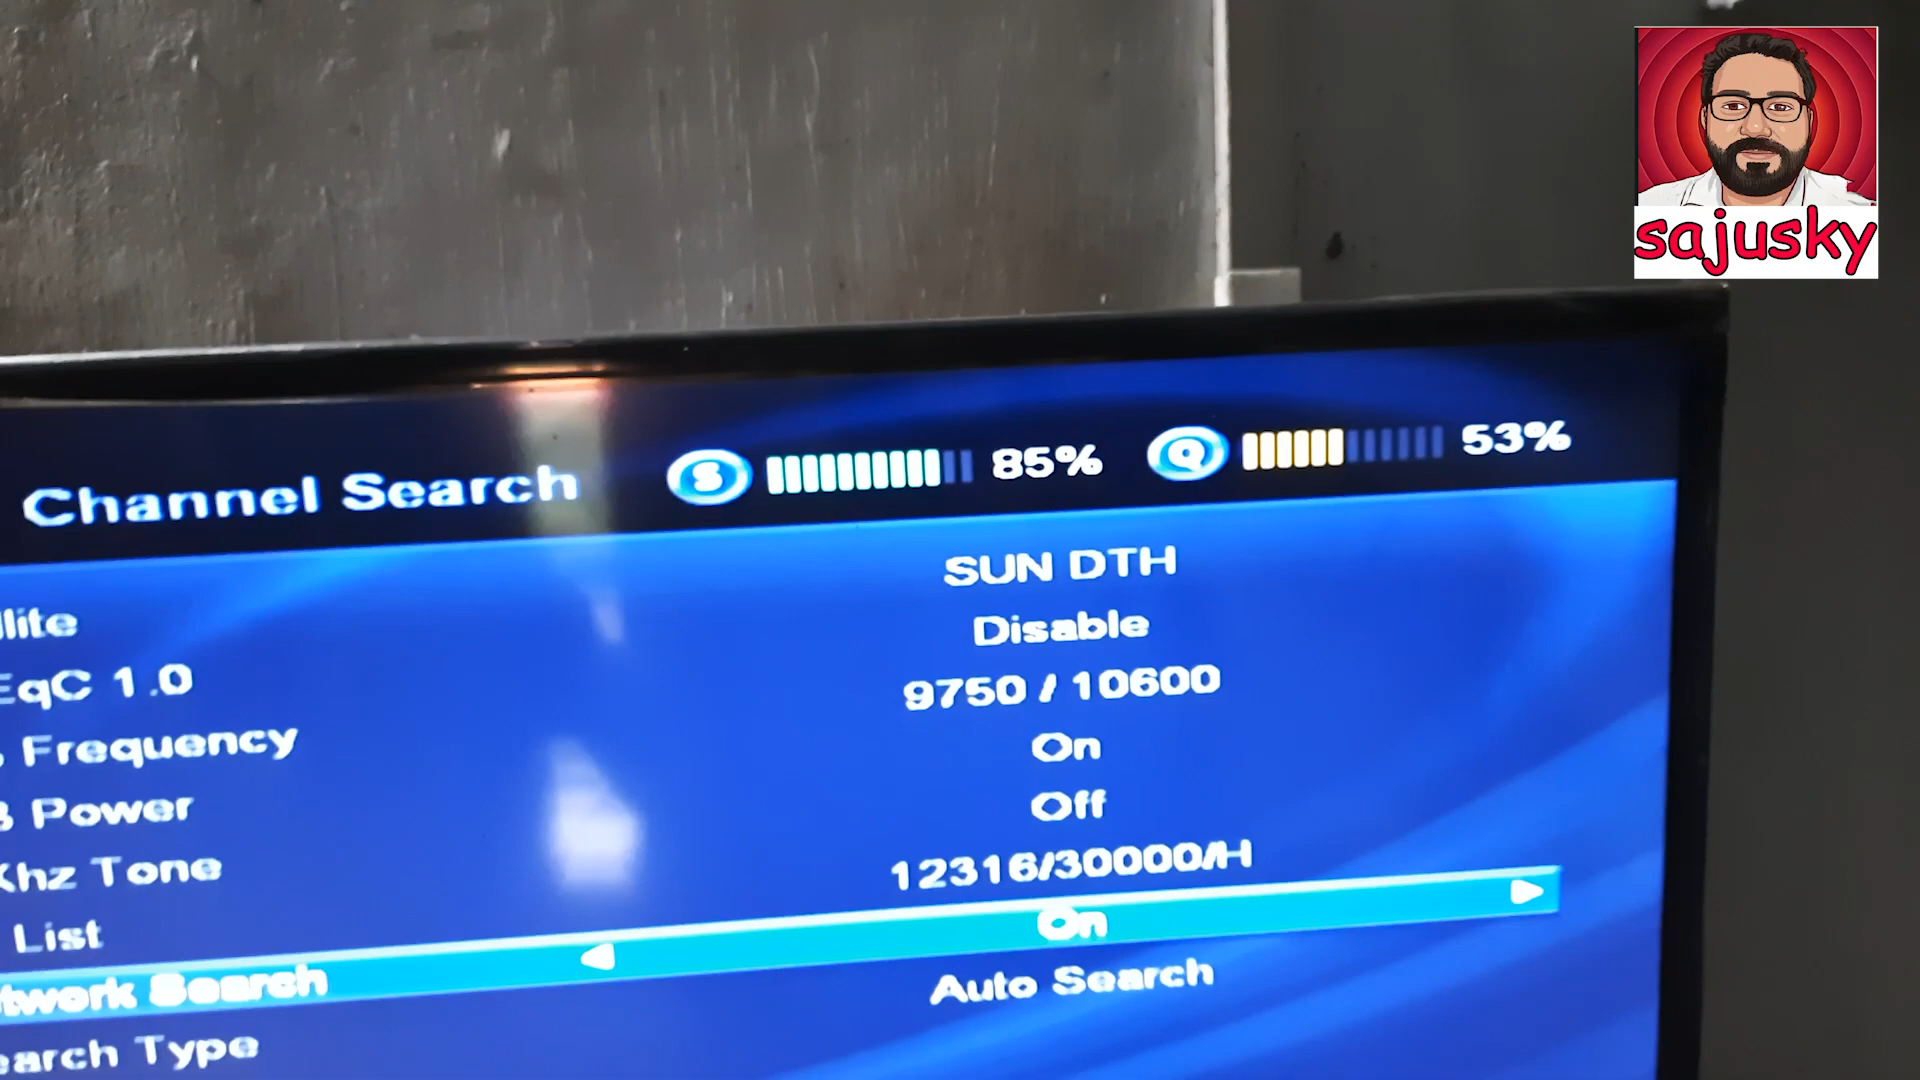 sajusky
Channel Search S 85% Q 53%
llite SUN DTH
EqC 1.0 Disable
Frequency 9750 / 10600
B Power On
Khz Tone Off
List 12316/30000/H
twork Search On
earch Type Auto Search